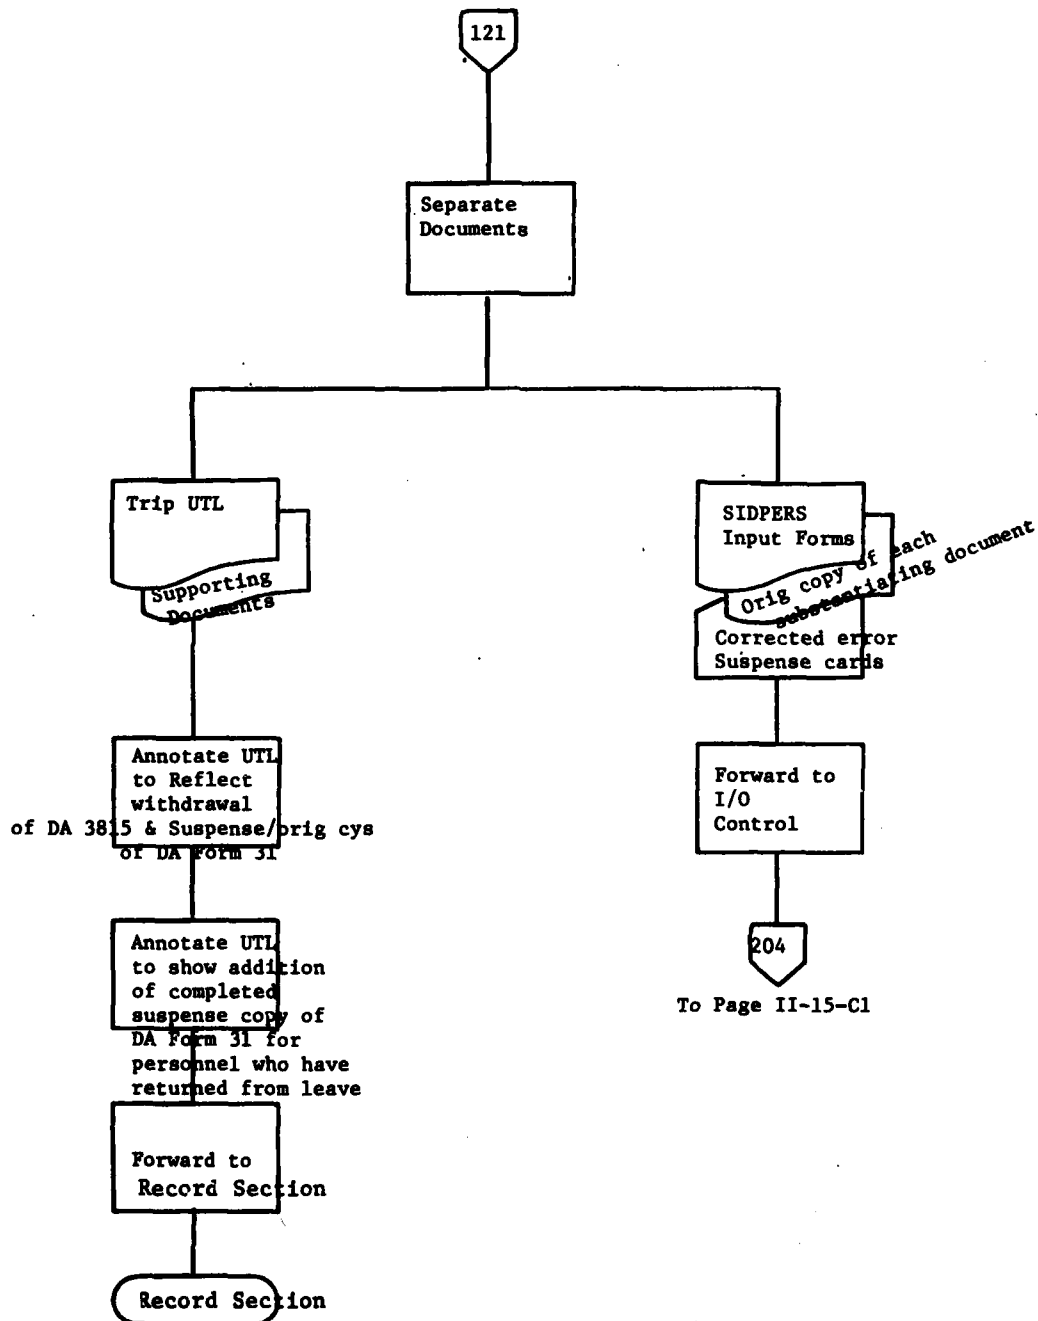 121
Separate
Documents
Trip UTL
Supporting
Documents
Annotate UTL
to Reflect
withdrawal
of DA 3815 & Suspense/orig cys
of DA Form 31
Annotate UTL
to show addition
of completed
suspense copy of
DA Form 31 for
personnel who have
returned from leave
Forward to
Record Section
Record Section
SIDPERS
Input Forms
Orig copy of each
substantiating document
Corrected error
Suspense cards
Forward to
I/O
Control
204
To Page II-15-C1